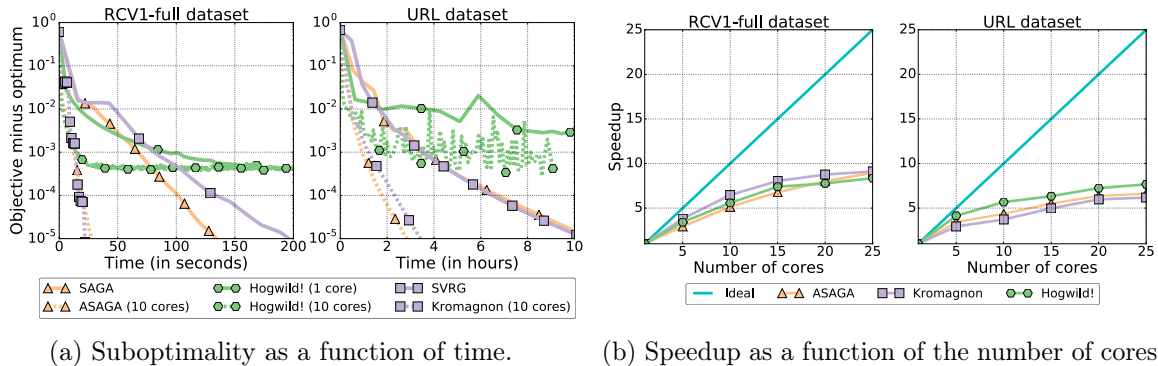 RCV1-full dataset
URL dataset
Objective minus optimum
10^0
10^-1
10^-2
10^-3
10^-4
10^-5
0 50 100 150 200
Time (in seconds)
10^0
10^-1
10^-2
10^-3
10^-4
10^-5
0 2 4 6 8 10
Time (in hours)
SAGA
ASAGA (10 cores)
Hogwild! (1 core)
Hogwild! (10 cores)
SVRG
Kromagnon (10 cores)
(a) Suboptimality as a function of time.
RCV1-full dataset
URL dataset
Speedup
25
20
15
10
5
5 10 15 20 25
Number of cores
25
20
15
10
5
5 10 15 20 25
Number of cores
Ideal
ASAGA
Kromagnon
Hogwild!
(b) Speedup as a function of the number of cores